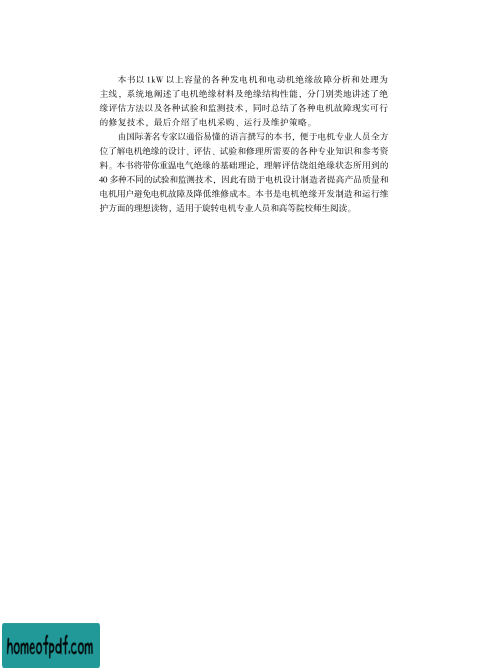 本书以 1kW 以上容量的各种发电机和电动机绝缘故障分析和处理为
主线，系统地阐述了电机绝缘材料及绝缘结构性能，分门别类地讲述了绝
缘评估方法以及各种试验和监测技术，同时总结了各种电机故障现实可行
的修复技术，最后介绍了电机采购、运行及维护策略。
由国际著名专家以通俗易懂的语言撰写的本书，便于电机专业人员全方
位了解电机绝缘的设计、评估、试验和修理所需要的各种专业知识和参考资
料。本书将带你重温电气绝缘的基础理论，理解评估绕组绝缘状态所用到的
40 多种不同的试验和监测技术，因此有助于电机设计制造者提高产品质量和
电机用户避免电机故障及降低维修成本。本书是电机绝缘开发制造和运行维
护方面的理想读物，适用于旋转电机专业人员和高等院校师生阅读。
homeofpdf.com